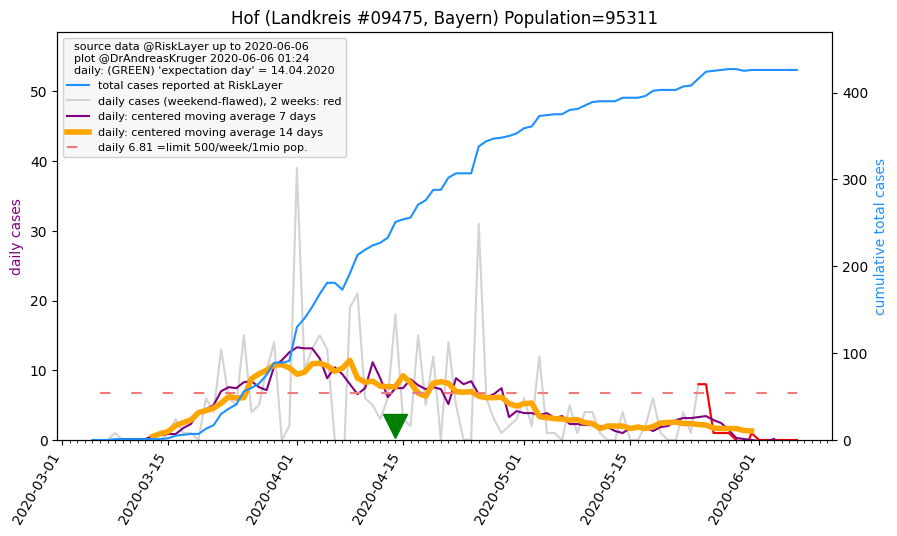 Hof (Landkreis #09475, Bayern) Population=95311
source data @RiskLayer up to 2020-06-06
plot @DrAndreasKruger 2020-06-06 01:24
daily: (GREEN) 'expectation day' = 14.04.2020
total cases reported at RiskLayer
daily cases (weekend-flawed), 2 weeks: red
daily: centered moving average 7 days
daily: centered moving average 14 days
daily 6.81 =limit 500/week/1mio pop.
daily cases
50
40
30
20
10
0
cumulative total cases
400
300
200
100
0
2020-03-01
2020-03-15
2020-04-01
2020-04-15
2020-05-01
2020-05-15
2020-06-01